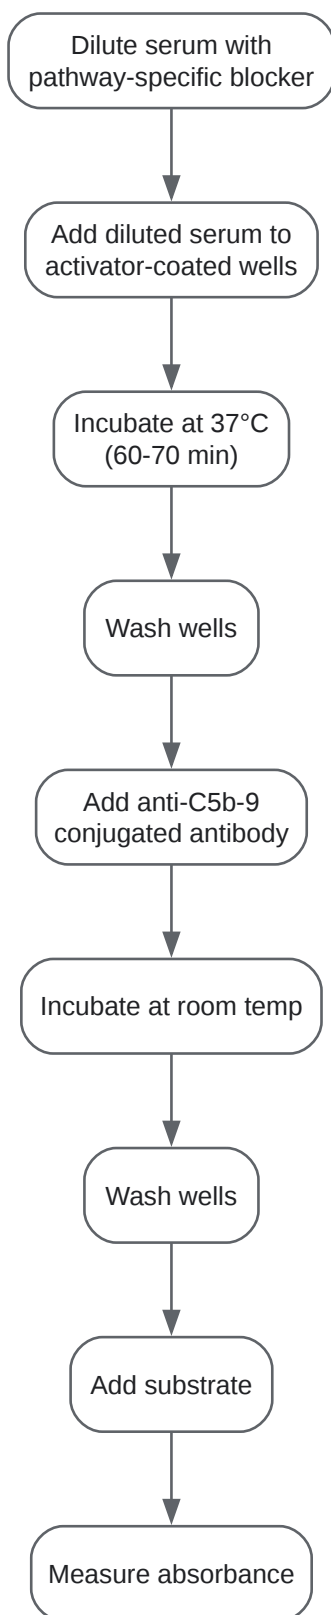 Dilute serum with
pathway-specific blocker
Add diluted serum to
activator-coated wells
Incubate at 37°C
(60-70 min)
Wash wells
Add anti-C5b-9
conjugated antibody
Incubate at room temp
Wash wells
Add substrate
Measure absorbance